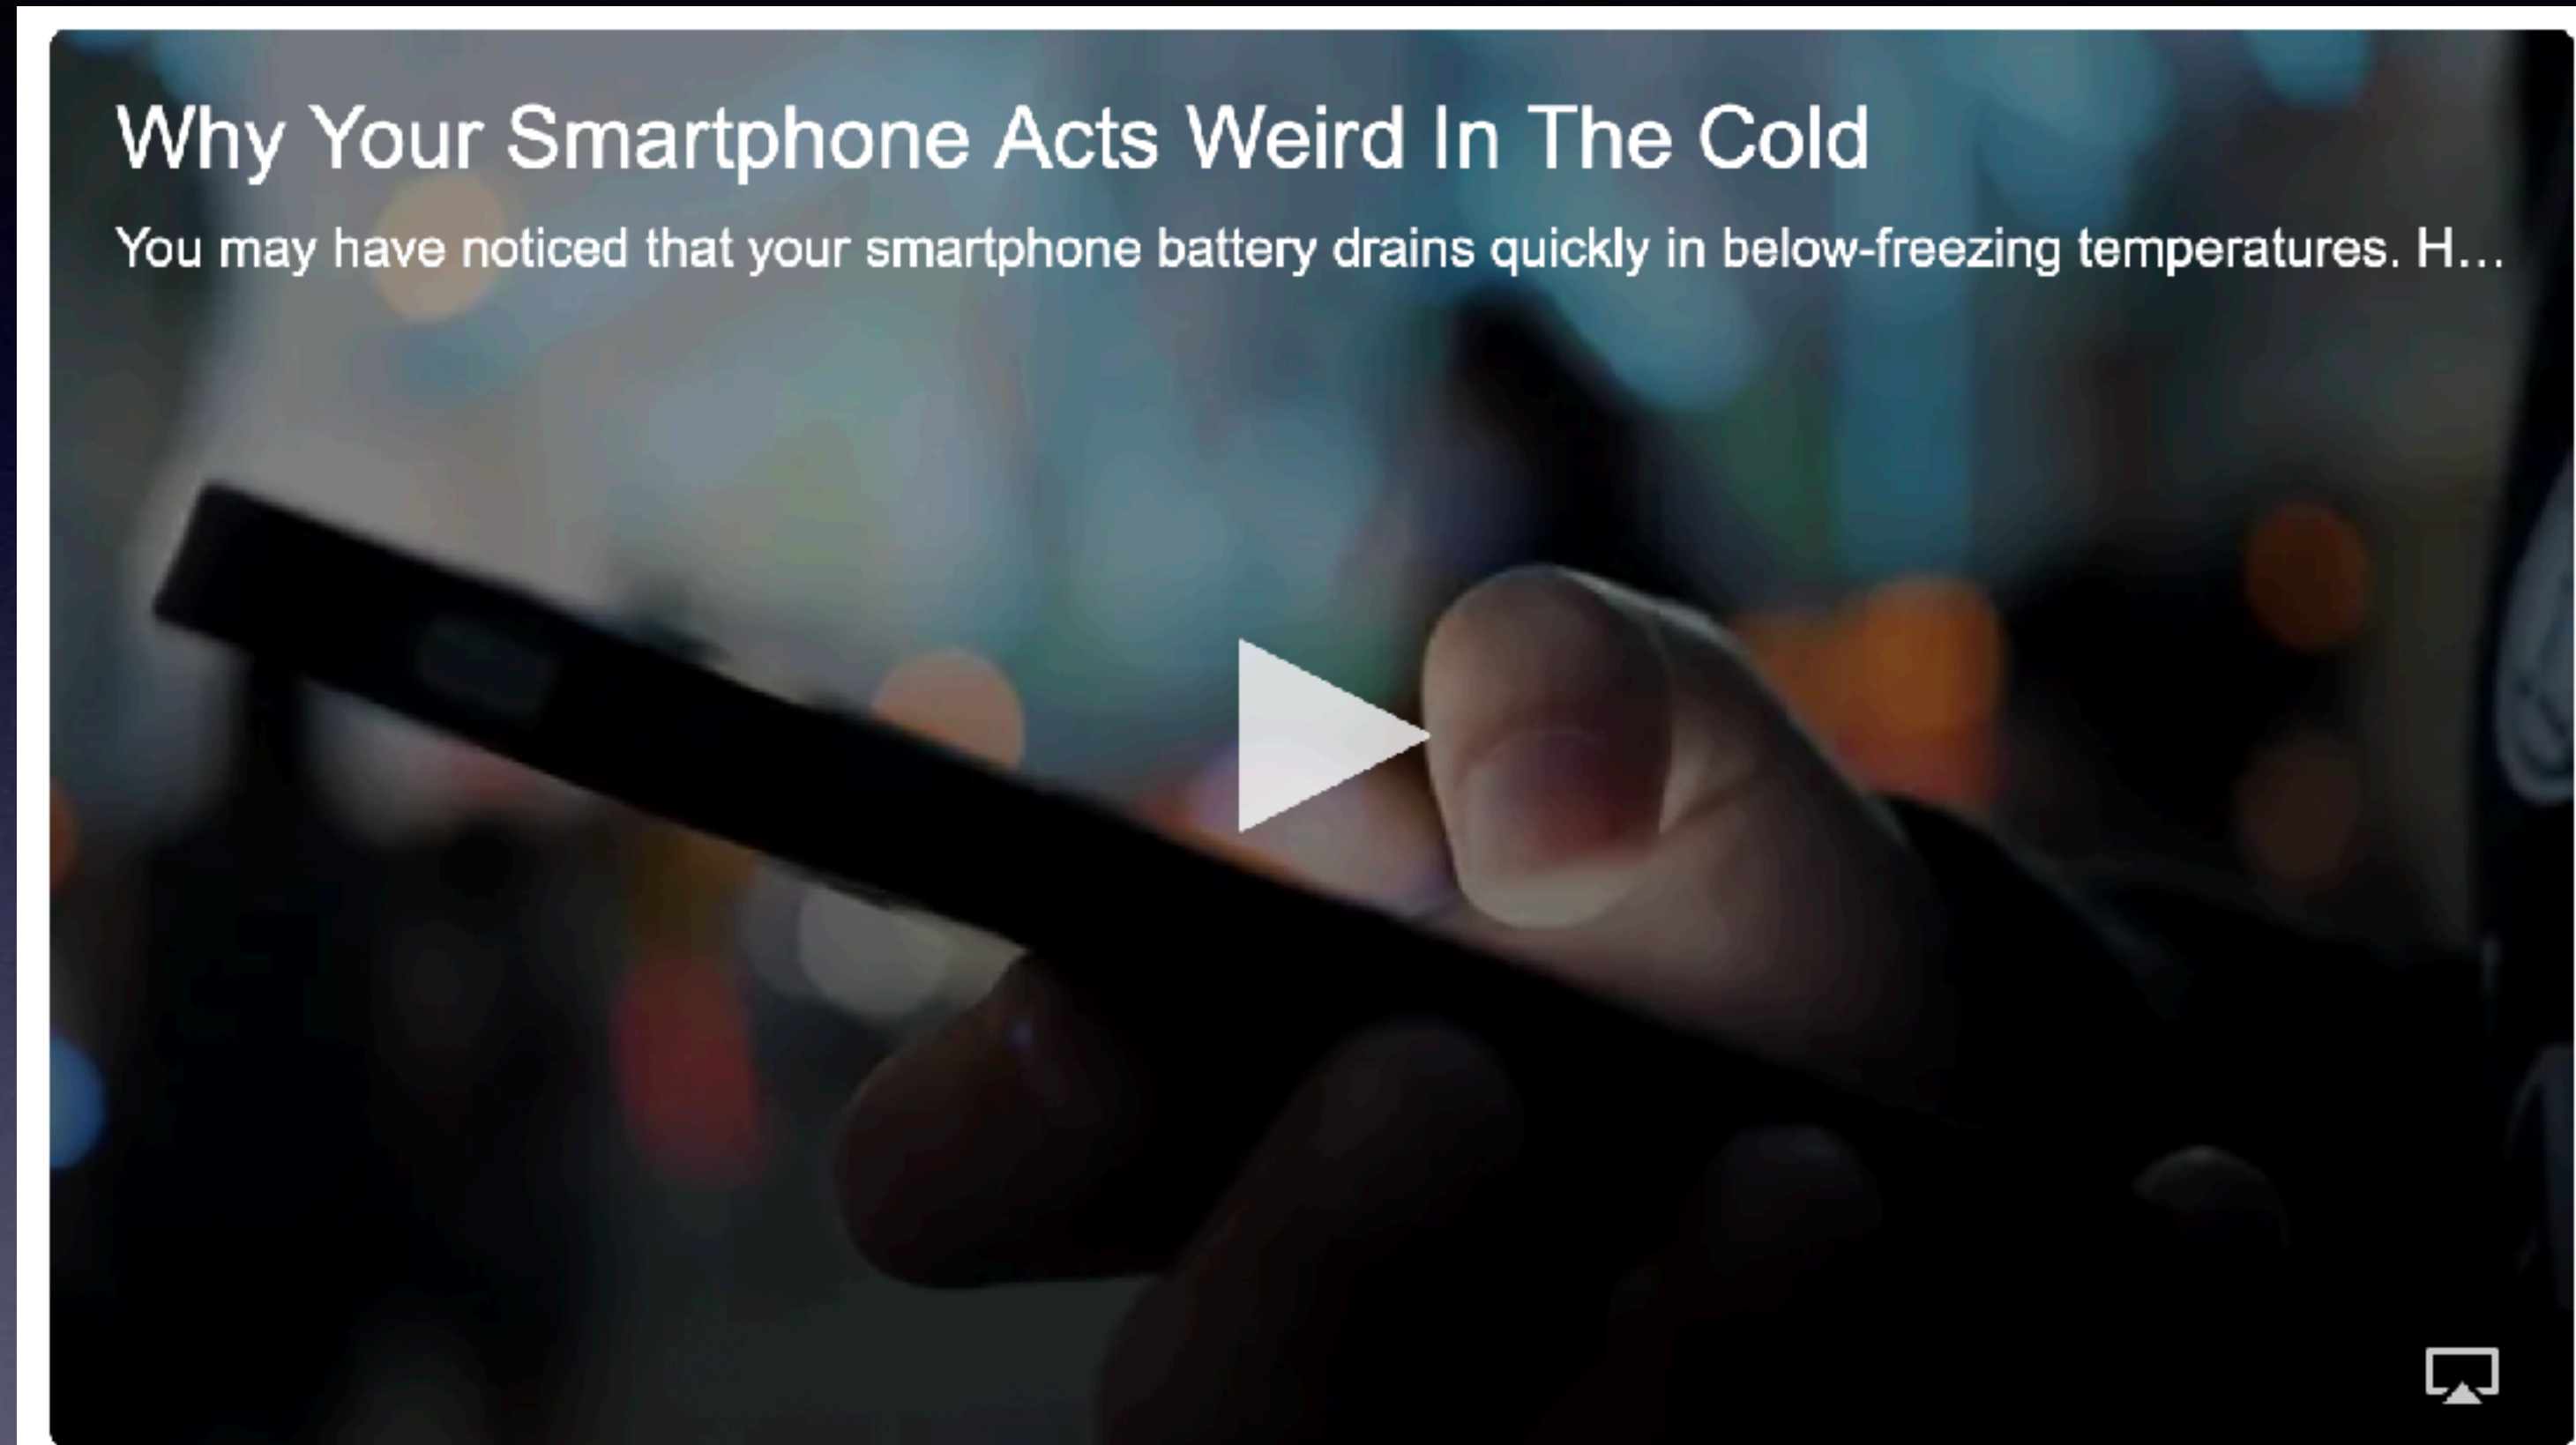 Why Your Smartphone Acts Weird In The Cold
You may have noticed that your smartphone battery drains quickly in below-freezing temperatures. H...